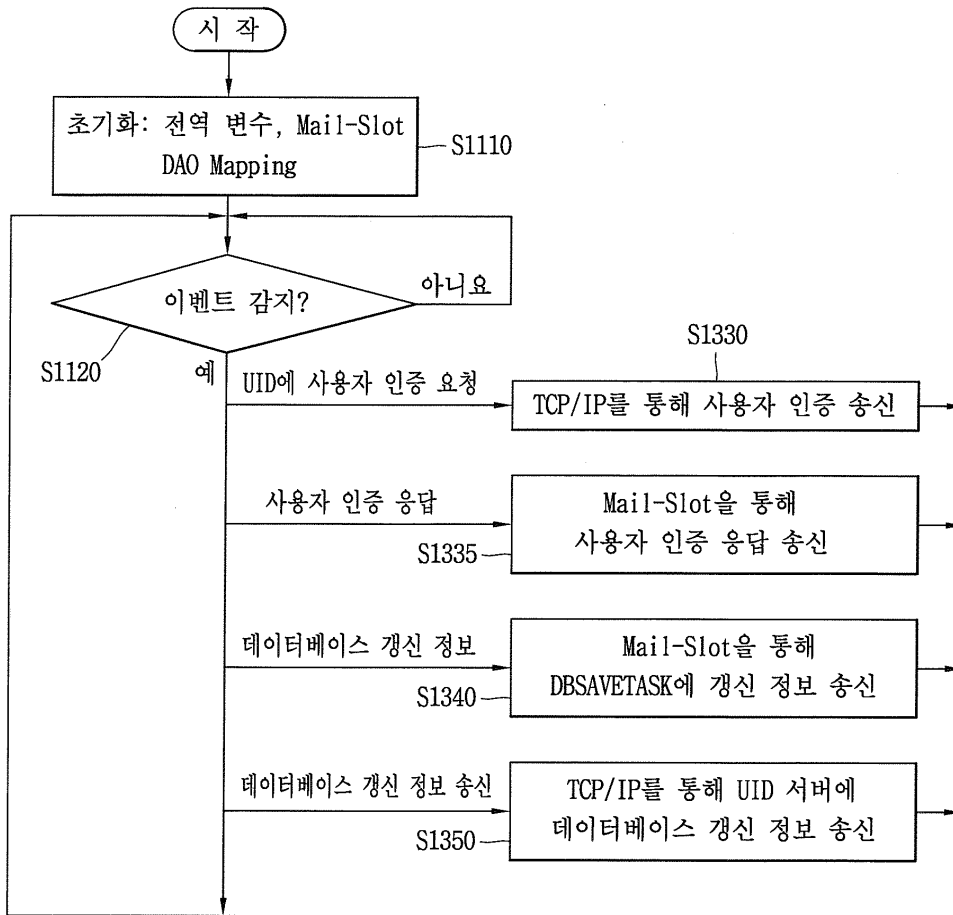 시 작
초기화: 전역 변수, Mail-Slot
DAO Mapping
S1110
이벤트 감지?
아니요
S1120
예
UID에 사용자 인증 요청
S1330
TCP/IP를 통해 사용자 인증 송신
사용자 인증 응답
Mail-Slot을 통해
사용자 인증 응답 송신
S1335
데이터베이스 갱신 정보
Mail-Slot을 통해
DBSAVETASK에 갱신 정보 송신
S1340
데이터베이스 갱신 정보 송신
TCP/IP를 통해 UID 서버에
데이터베이스 갱신 정보 송신
S1350